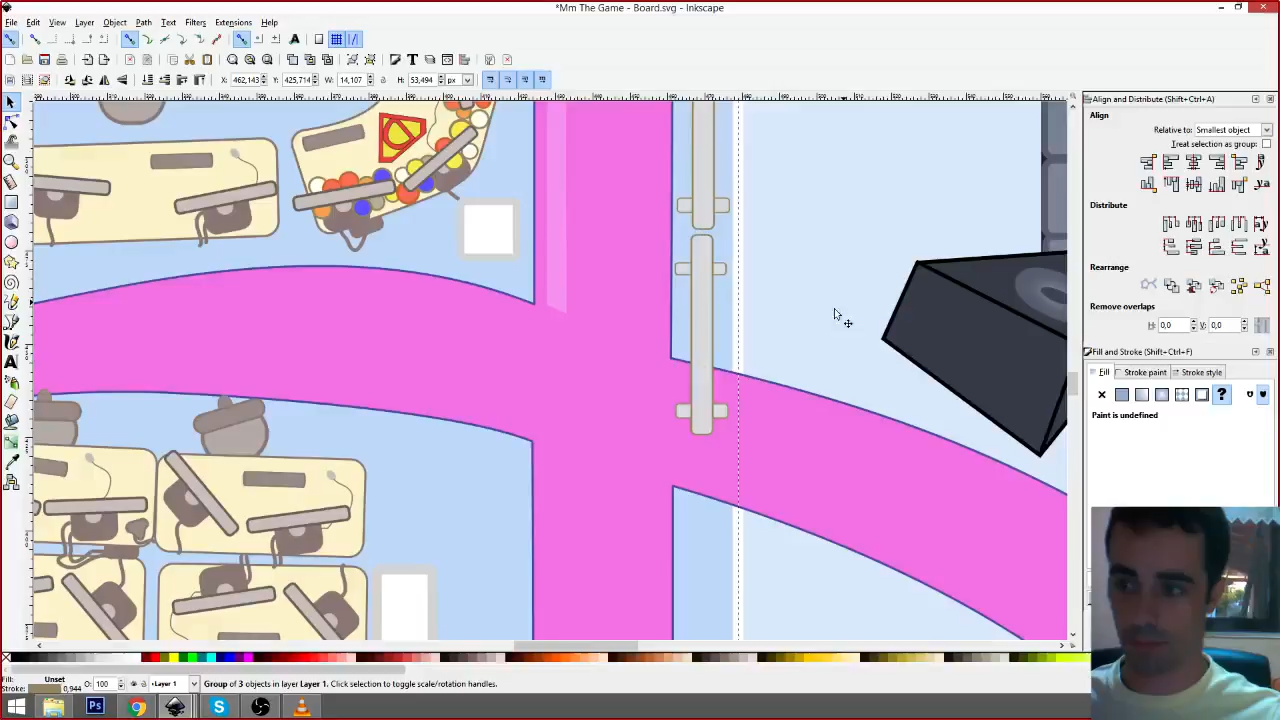 *Mm The Game - Board.svg - Inkscape
File Edit View Layer Object Path Text Filters Extensions Help
X: 462,143 Y: 425,714 W: 14,107 H: 53,494 px
Align and Distribute (Shift+Ctrl+A)
Align
Relative to: Smallest object
Treat selection as group:
Distribute
Rearrange
Remove overlaps
H: 0,0 V: 0,0
Fill and Stroke (Shift+Ctrl+F)
Fill Stroke paint Stroke style
Paint is undefined
Fill: Unset
Stroke: 0,944
O: 100
Layer 1
Group of 3 objects in layer Layer 1. Click selection to toggle scale/rotation handles.